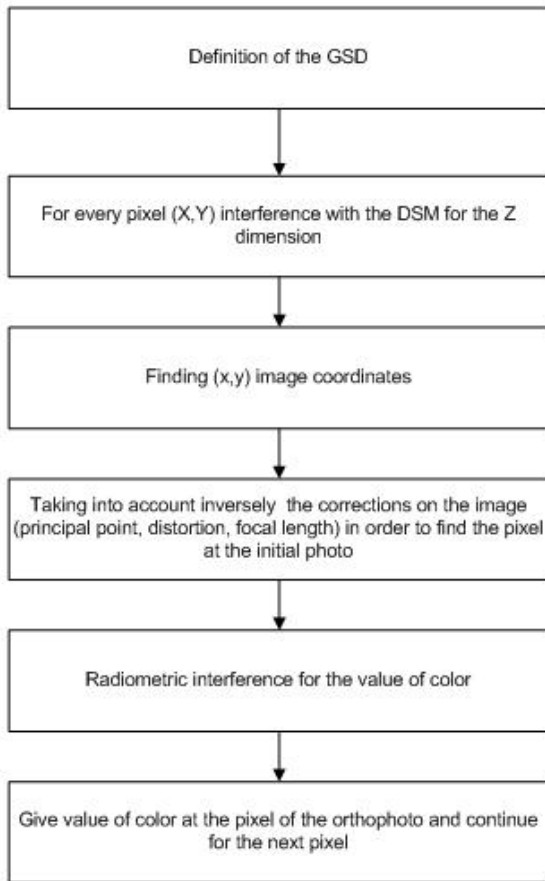 Definition of the GSD
For every pixel (X,Y) interference with the DSM for the Z
dimension
Finding (x,y) image coordinates
Taking into account inversely  the corrections on the image
(principal point, distortion, focal length) in order to find the pixel
at the initial photo
Radiometric interference for the value of color
Give value of color at the pixel of the orthophoto and continue
for the next pixel